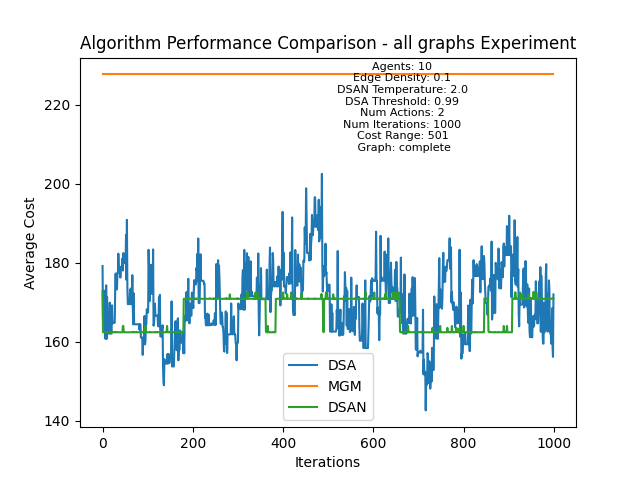 Algorithm Performance Comparison - all graphs Experiment
Agents: 10
Edge Density: 0.1
DSAN Temperature: 2.0
DSA Threshold: 0.99
Num Actions: 2
Num Iterations: 1000
Cost Range: 501
Graph: complete
220
200
180
160
140
Average Cost
DSA
MGM
DSAN
0
200
400
600
800
1000
Iterations